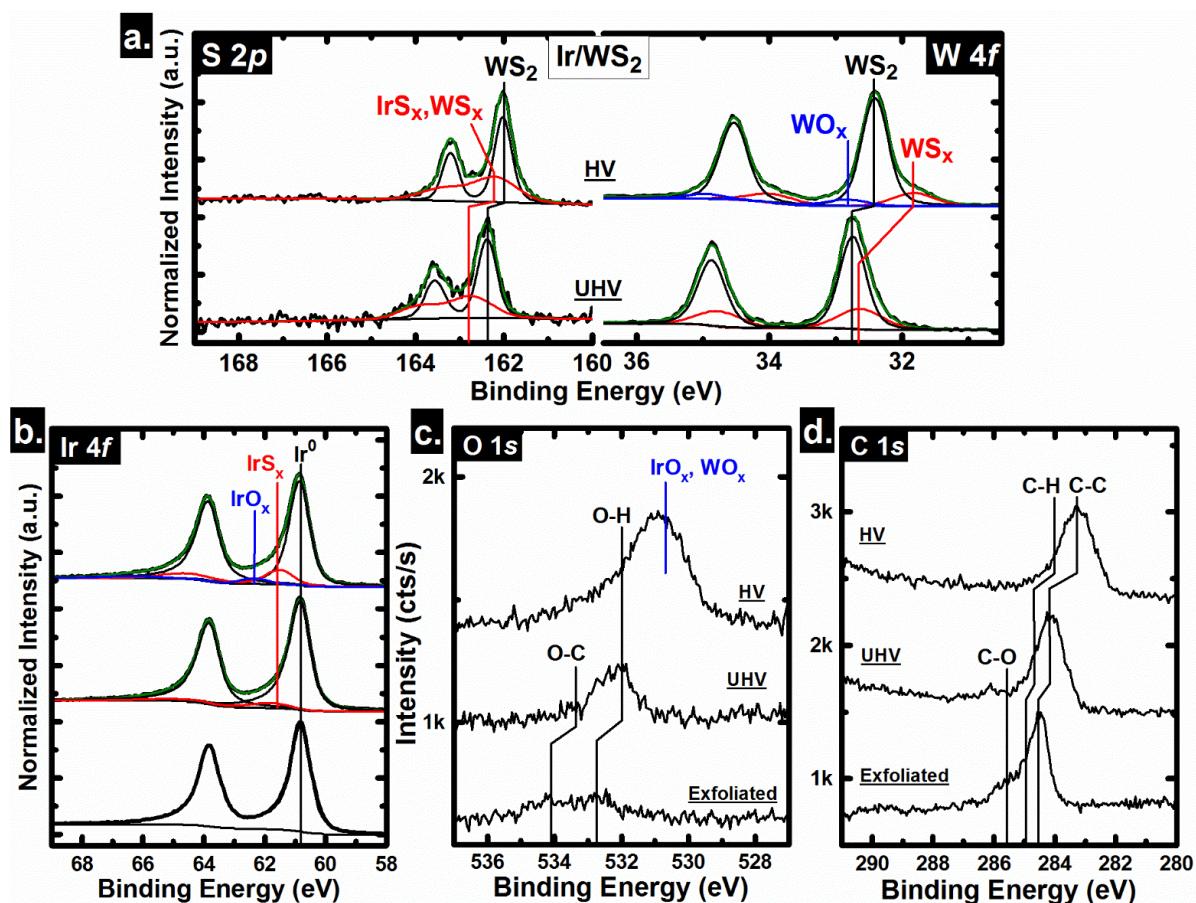 a.
S 2p
Ir/WS2
W 4f
WS2
IrSx,WSx
HV
UHV
WS2
WOx
WSx
Normalized Intensity (a.u.)
168 166 164 162 160
36 34 32
Binding Energy (eV)
Binding Energy (eV)
b.
Ir 4f
Ir0
IrSx
IrOx
Normalized Intensity (a.u.)
68 66 64 62 60 58
Binding Energy (eV)
c.
O 1s
2k
1k
IrOx, WOx
O-H
HV
O-C
UHV
Exfoliated
Intensity (cts/s)
536 534 532 530 528
Binding Energy (eV)
d.
C 1s
C-H C-C
3k
HV
2k
UHV
C-O
1k
Exfoliated
290 288 286 284 282 280
Binding Energy (eV)